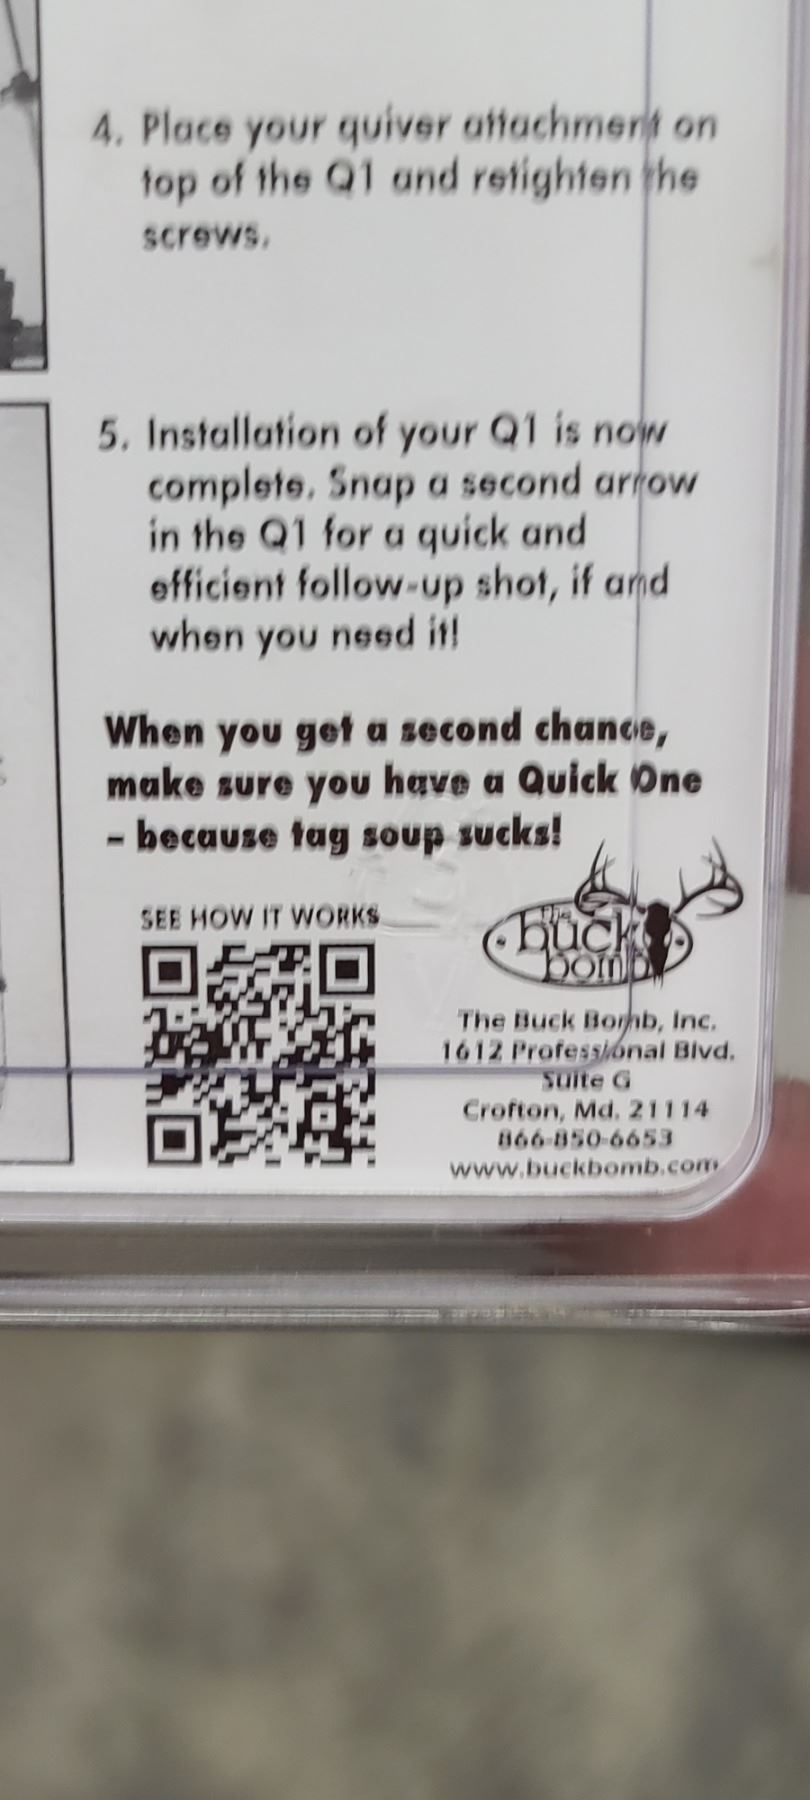 4. Place your quiver attachment on
top of the Q1 and retighten the
screws.
5. Installation of your Q1 is now
complete. Snap a second arrow
in the Q1 for a quick and
efficient follow-up shot, if and
when you need it!
When you get a second chance,
make sure you have a Quick One
– because tag soup sucks!
SEE HOW IT WORKS
the
buck
bomb
The Buck Bomb, Inc.
1612 Professional Blvd.
Suite G
Crofton, Md. 21114
866-850-6653
www.buckbomb.com